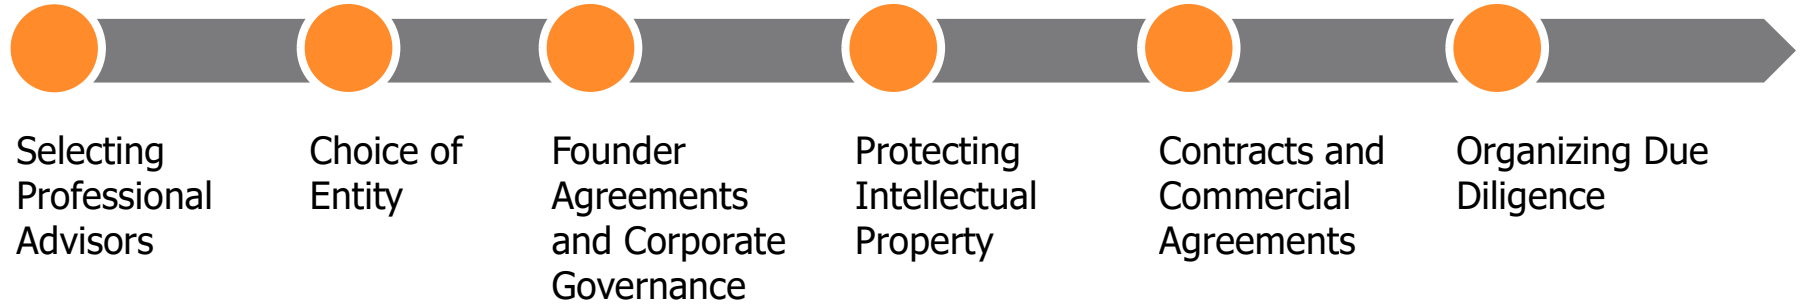 Selecting
Professional
Advisors
Choice of
Entity
Founder
Agreements
and Corporate
Governance
Protecting
Intellectual
Property
Contracts and
Commercial
Agreements
Organizing Due
Diligence